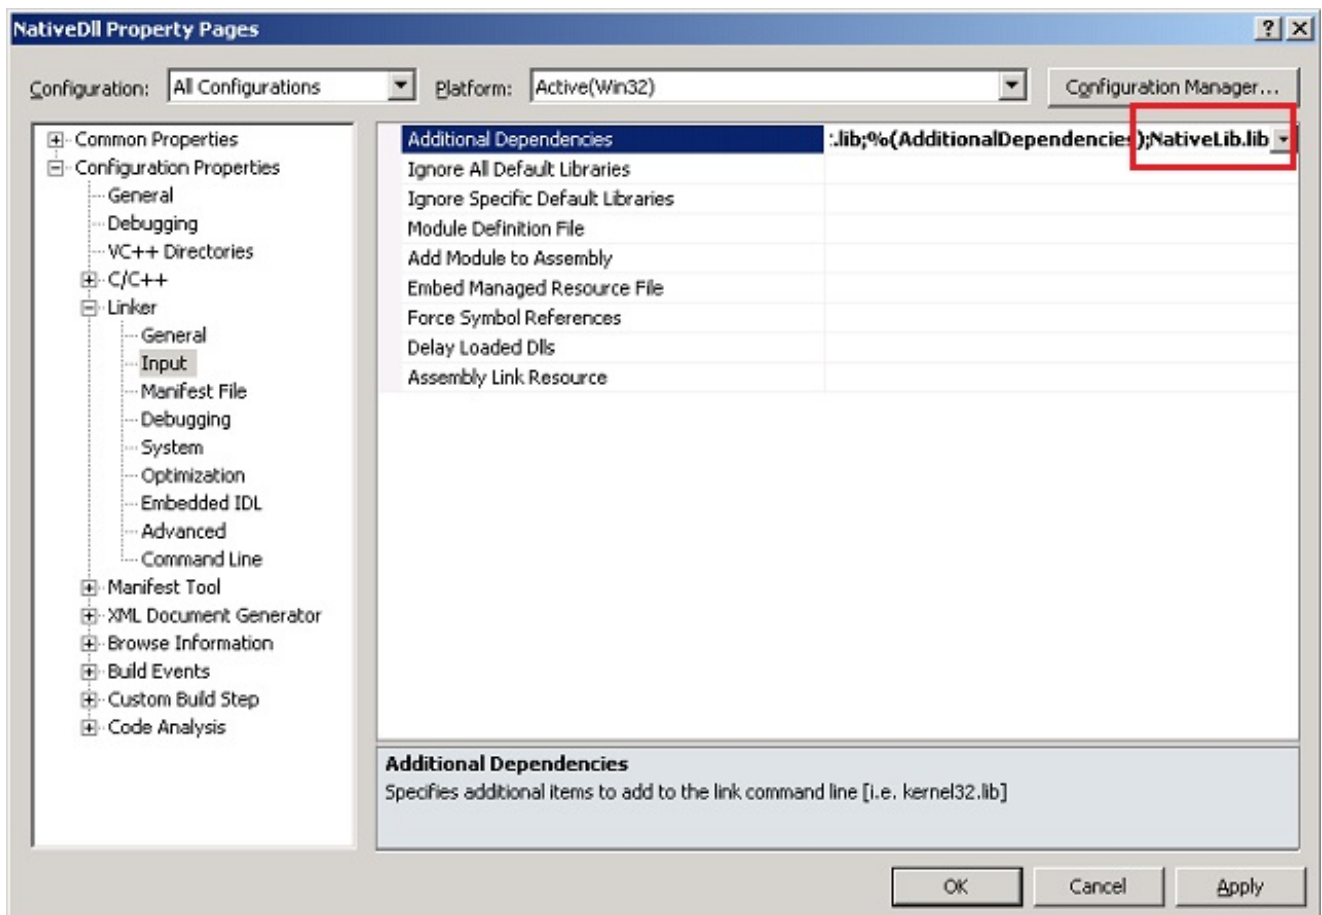 NativeDll Property Pages
Configuration: All Configurations Platform: Active(Win32) Configuration Manager...
Common Properties
Configuration Properties
General
Debugging
VC++ Directories
C/C++
Linker
General
Input
Manifest File
Debugging
System
Optimization
Embedded IDL
Advanced
Command Line
Manifest Tool
XML Document Generator
Browse Information
Build Events
Custom Build Step
Code Analysis
Additional Dependencies :.lib;%(AdditionalDependencies);NativeLib.lib
Ignore All Default Libraries
Ignore Specific Default Libraries
Module Definition File
Add Module to Assembly
Embed Managed Resource File
Force Symbol References
Delay Loaded Dlls
Assembly Link Resource
Additional Dependencies
Specifies additional items to add to the link command line [i.e. kernel32.lib]
OK Cancel Apply